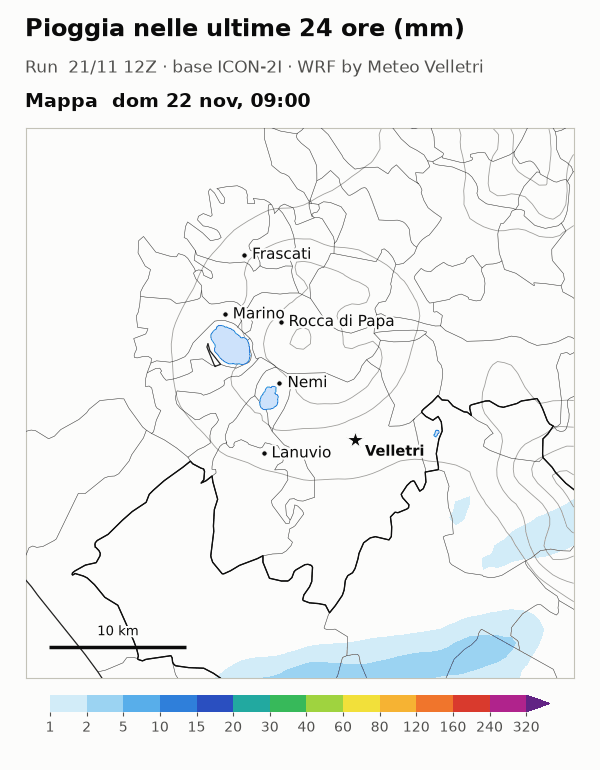 Pioggia nelle ultime 24 ore (mm)
Run  21/11 12Z · base ICON-2I · WRF by Meteo Velletri
Mappa  dom 22 nov, 09:00
Frascati
Marino
Rocca di Papa
Nemi
Velletri
Lanuvio
10 km
1 2 5 10 15 20 30 40 60 80 120 160 240 320